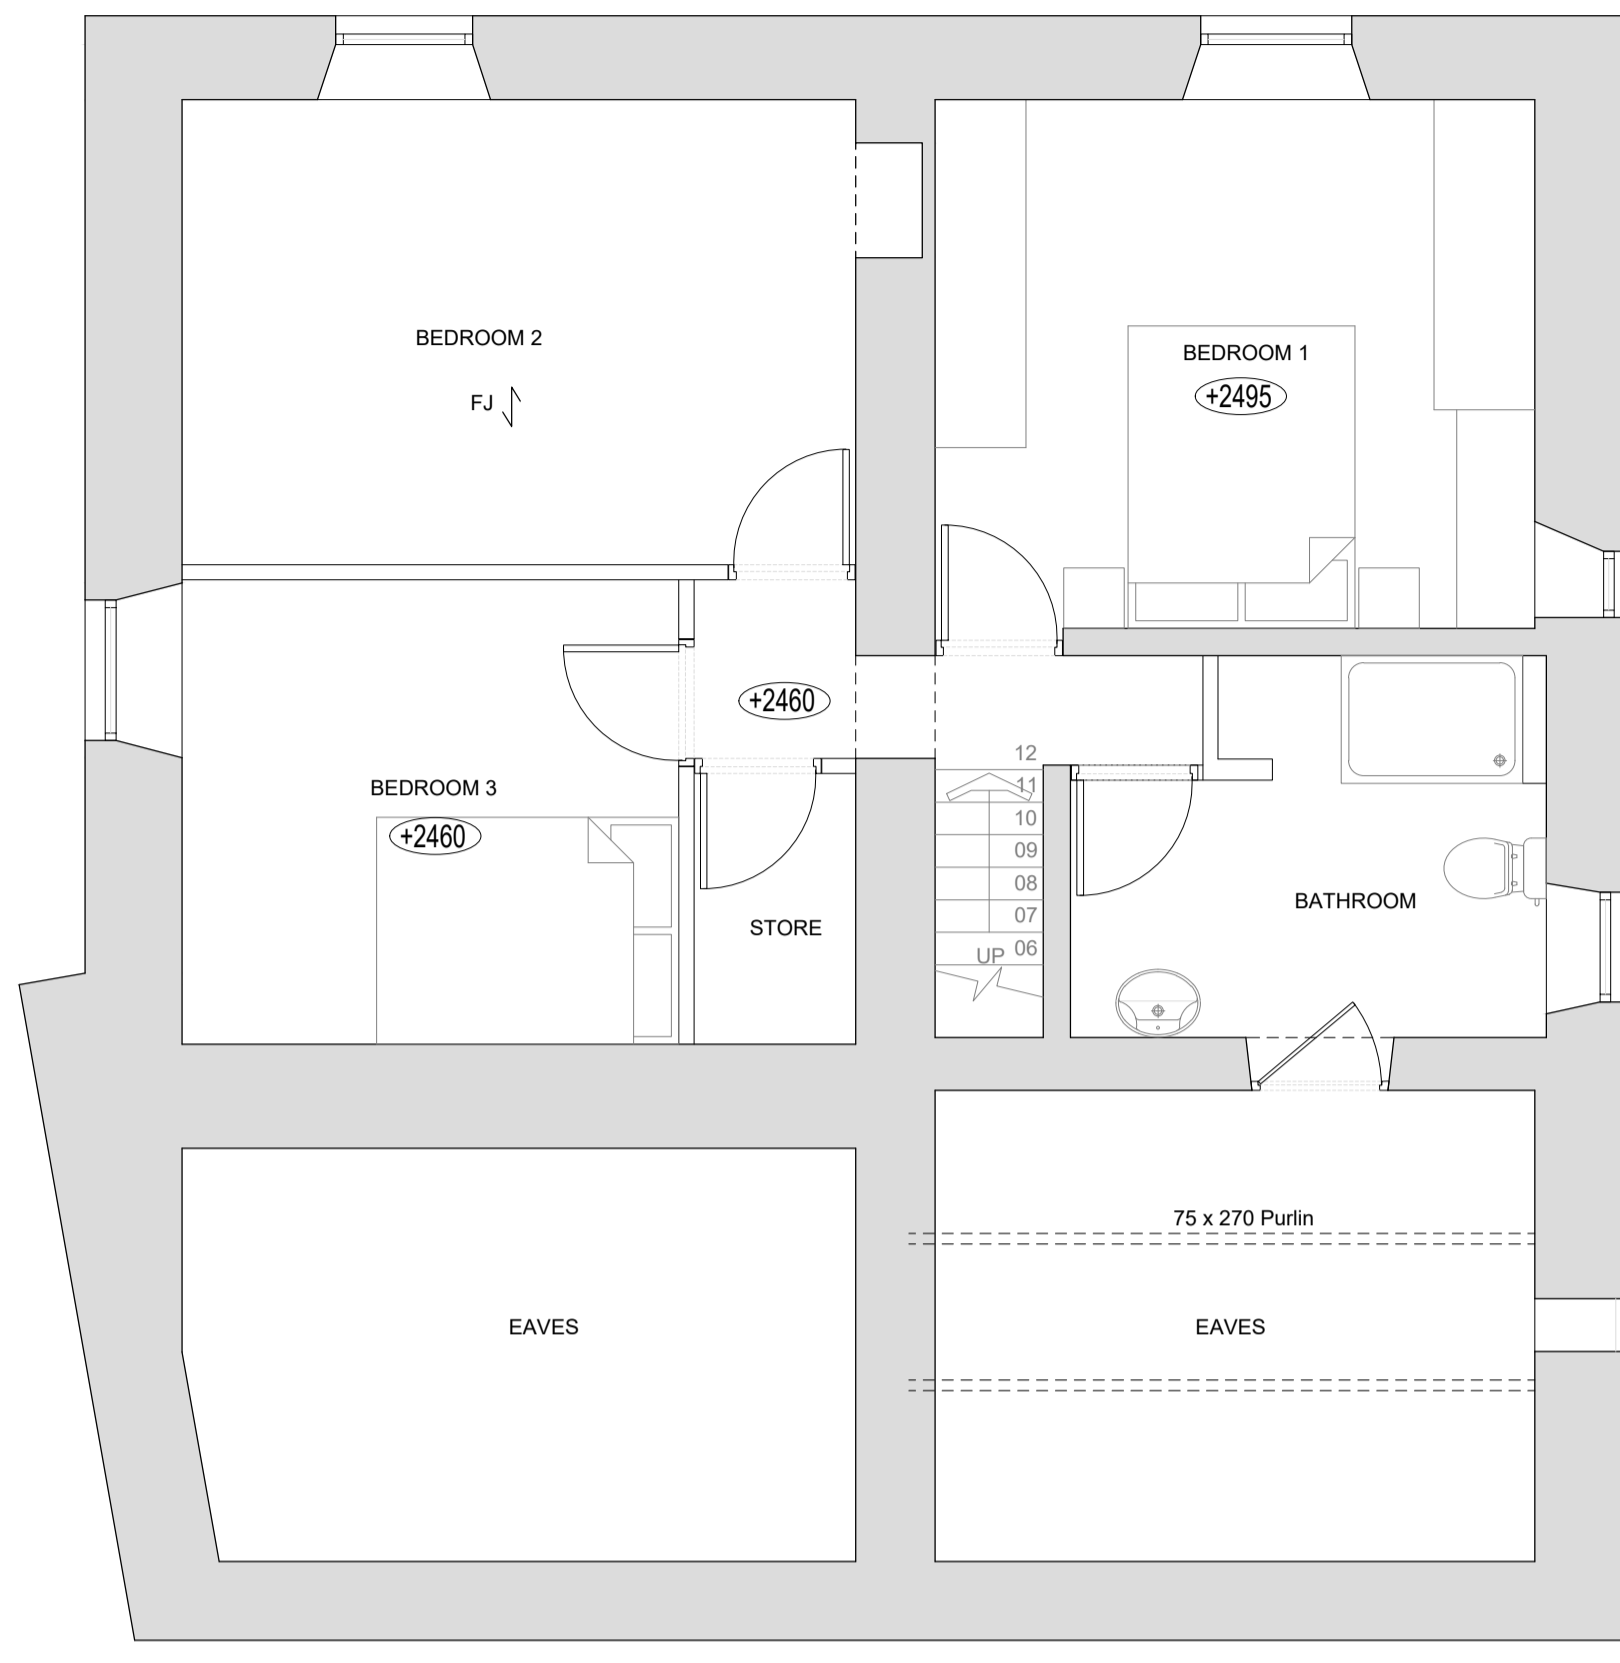 BEDROOM 2
FJ
BEDROOM 1
+2495
+2460
BEDROOM 3
+2460
STORE
12
11
10
09
08
07
UP 06
BATHROOM
75 x 270 Purlin
EAVES
EAVES